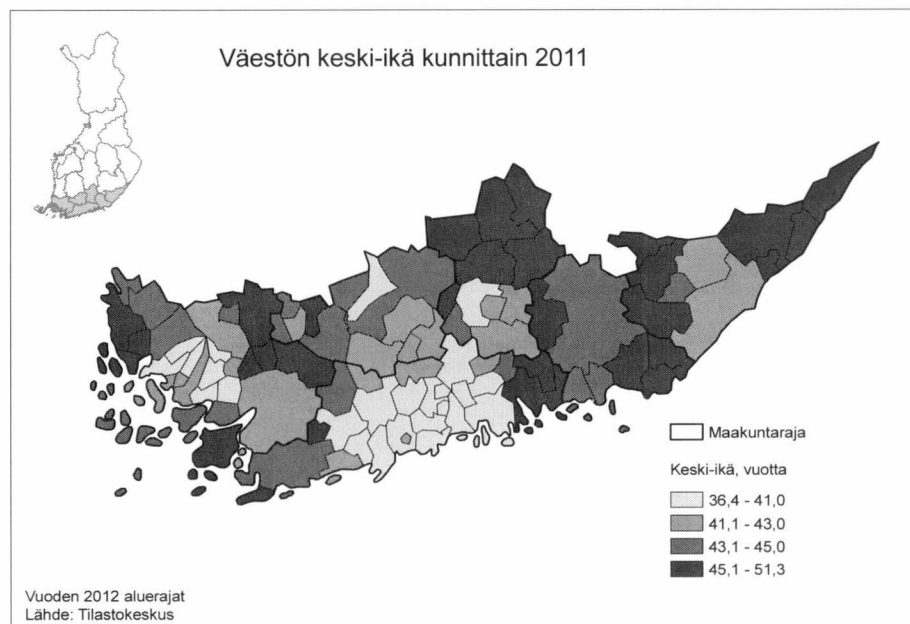 Väestön keski-ikä kunnittain 2011
Maakuntaraja
Keski-ikä, vuotta
36,4 - 41,0
41,1 - 43,0
43,1 - 45,0
45,1 - 51,3
Vuoden 2012 aluerajat
Lähde: Tilastokeskus